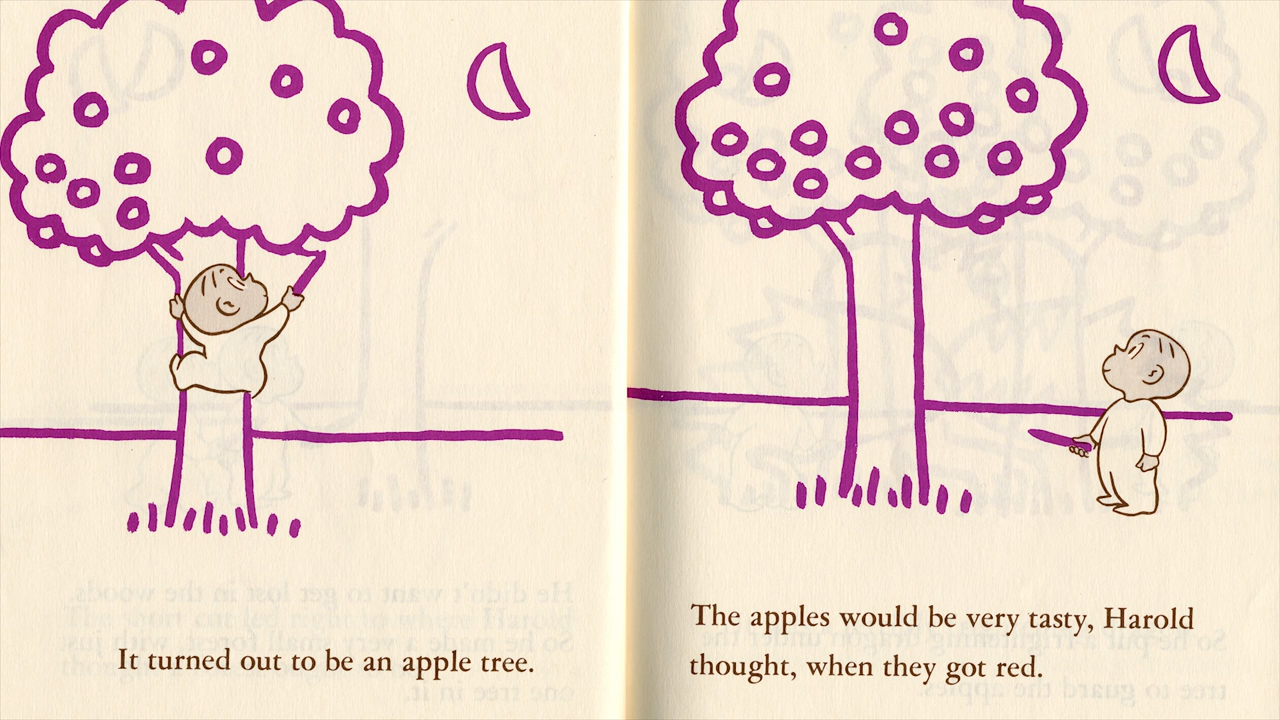 It turned out to be an apple tree.
The apples would be very tasty, Harold
thought, when they got red.